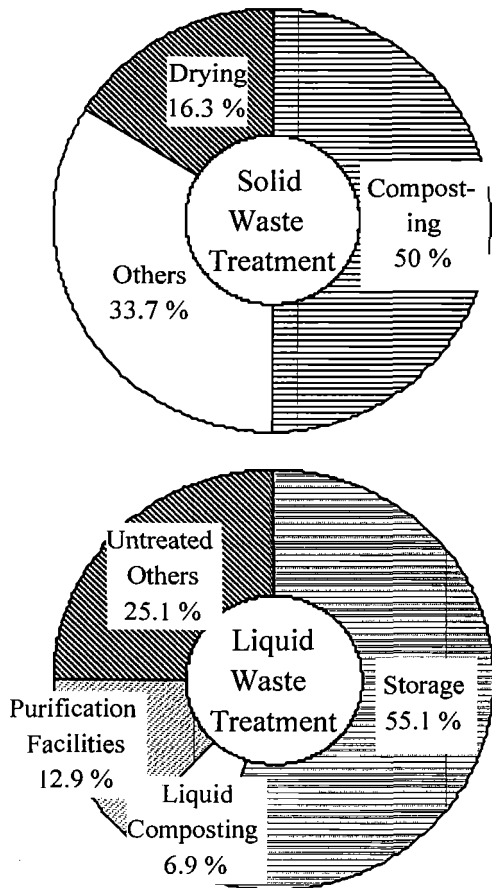 Drying
16.3 %
Solid
Waste
Treatment
Compost-
ing
50 %
Others
33.7 %
Untreated
Others
25.1 %
Liquid
Waste
Treatment
Storage
55.1 %
Purification
Facilities
12.9 %
Liquid
Composting
6.9 %